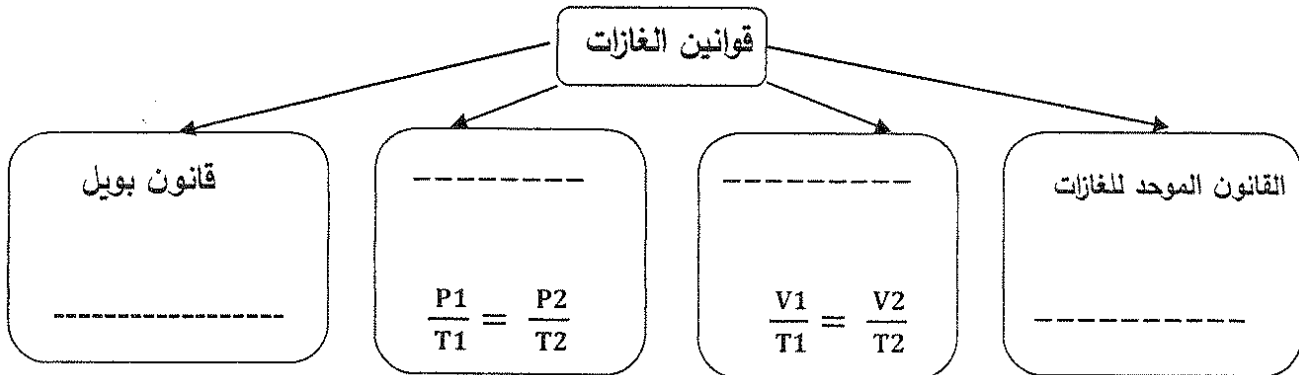 قوانين الغازات
القانون الموحد للغازات
----------
---------
V1/T1 = V2/T2
--------
P1/T1 = P2/T2
قانون بويل
-----------------